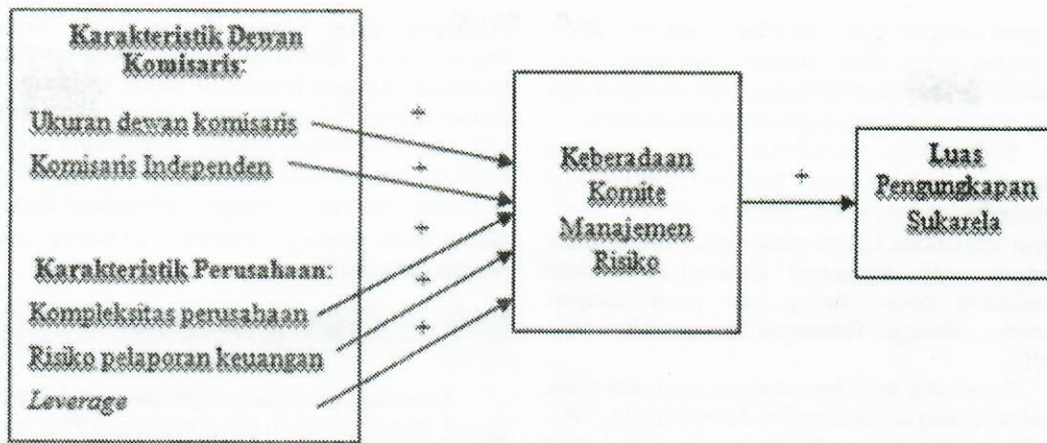 Karakteristik Dewan
Komisaris:
Ukuran dewan komisaris
Komisaris Independen
Karakteristik Perusahaan:
Kompleksitas perusahaan
Risiko pelaporan keuangan
Leverage
+
+
+
+
+
Keberadaan
Komite
Manajemen
Risiko
+
Luas
Pengungkapan
Sukarela